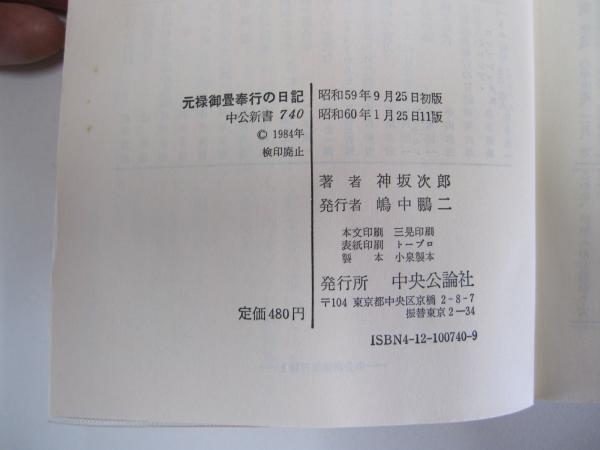 元禄御畳奉行の日記
中公新書 740
© 1984年
検印廃止
定価480円
昭和59年9月25日初版
昭和60年1月25日11版
著者 神坂次郎
発行者 嶋中鵬二
本文印刷 三晃印刷
表紙印刷 トープロ
製本 小泉製本
発行所 中央公論社
〒104 東京都中央区京橋 2-8-7
振替東京 2-34
ISBN4-12-100740-9